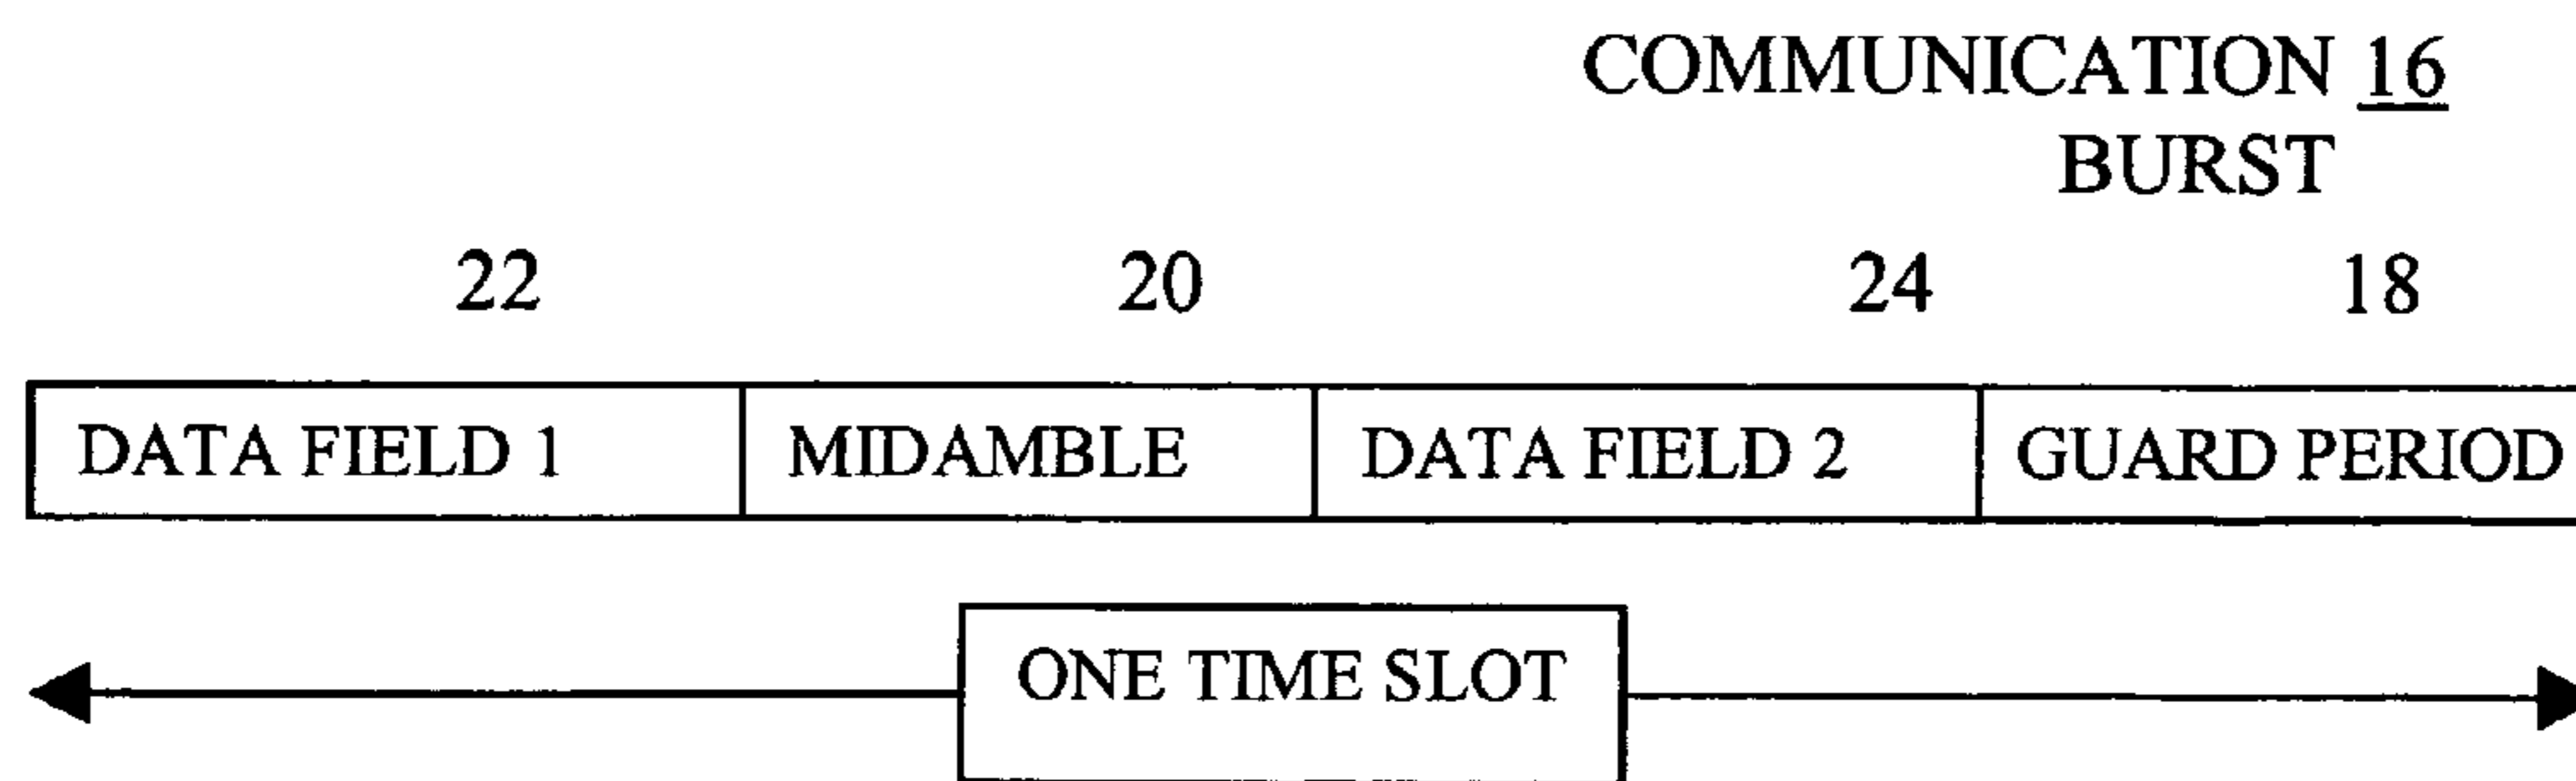 COMMUNICATION 16
BURST
22 20 24 18
DATA FIELD 1 MIDAMBLE DATA FIELD 2 GUARD PERIOD
ONE TIME SLOT